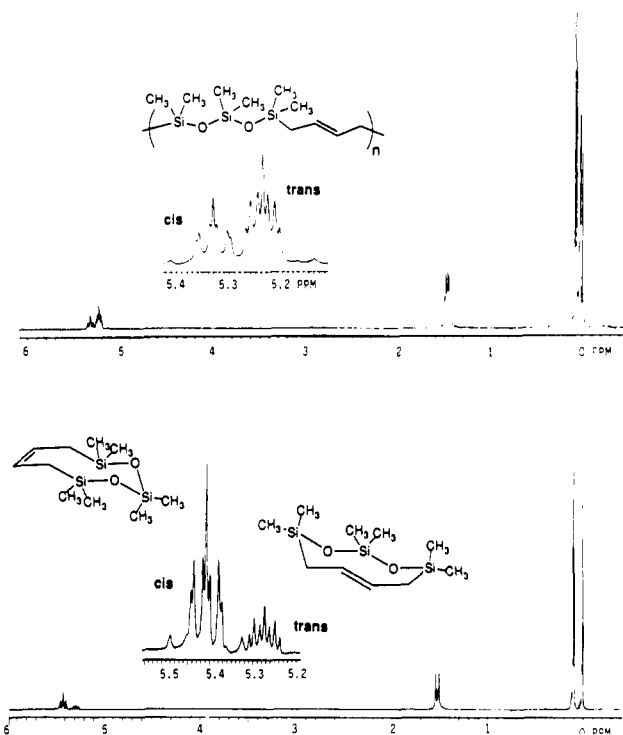 CH₃ CH₃ CH₃ CH₃
CH₃ CH₃
Si Si Si
O O
n
trans
cis
5.4 5.3 5.2 PPM
6 5 4 3 2 1 0 PPM
CH₃ CH₃
Si O
Si Si CH₃
O
CH₃ CH₃ CH₃
CH₃
CH₃ Si CH₃ CH₃
O Si O CH₃
Si CH₃
cis
trans
5.5 5.4 5.3 5.2
6 5 4 3 2 1 0 PPM